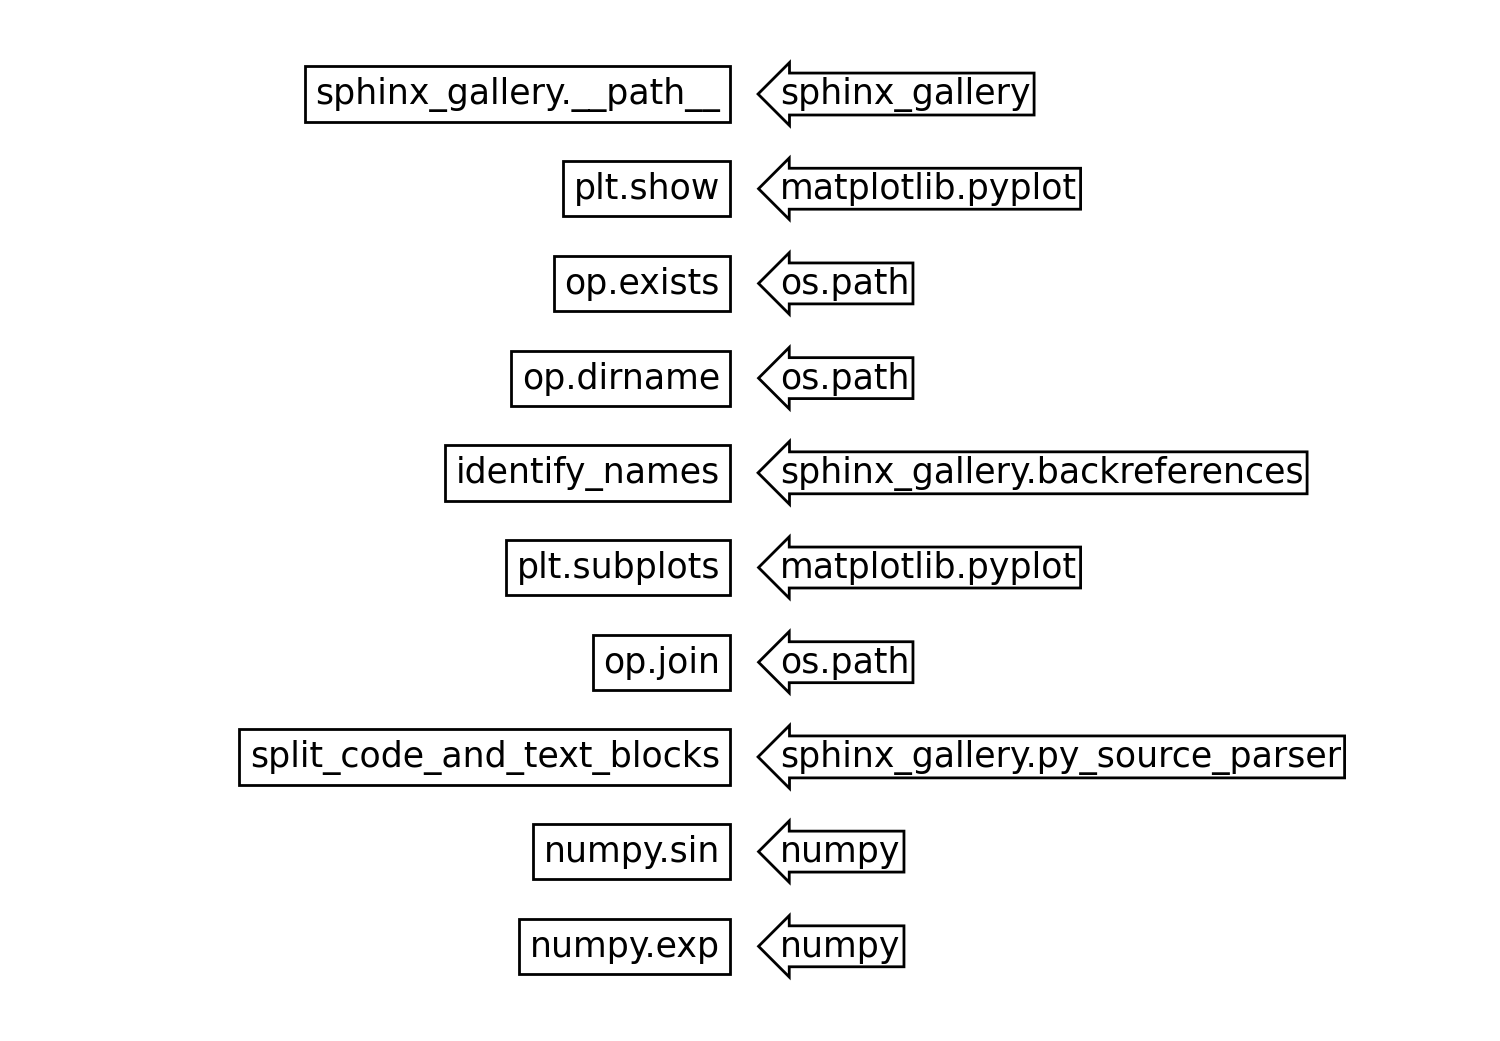 sphinx_gallery.__path__ sphinx_gallery
plt.show matplotlib.pyplot
op.exists os.path
op.dirname os.path
identify_names sphinx_gallery.backreferences
plt.subplots matplotlib.pyplot
op.join os.path
split_code_and_text_blocks sphinx_gallery.py_source_parser
numpy.sin numpy
numpy.exp numpy